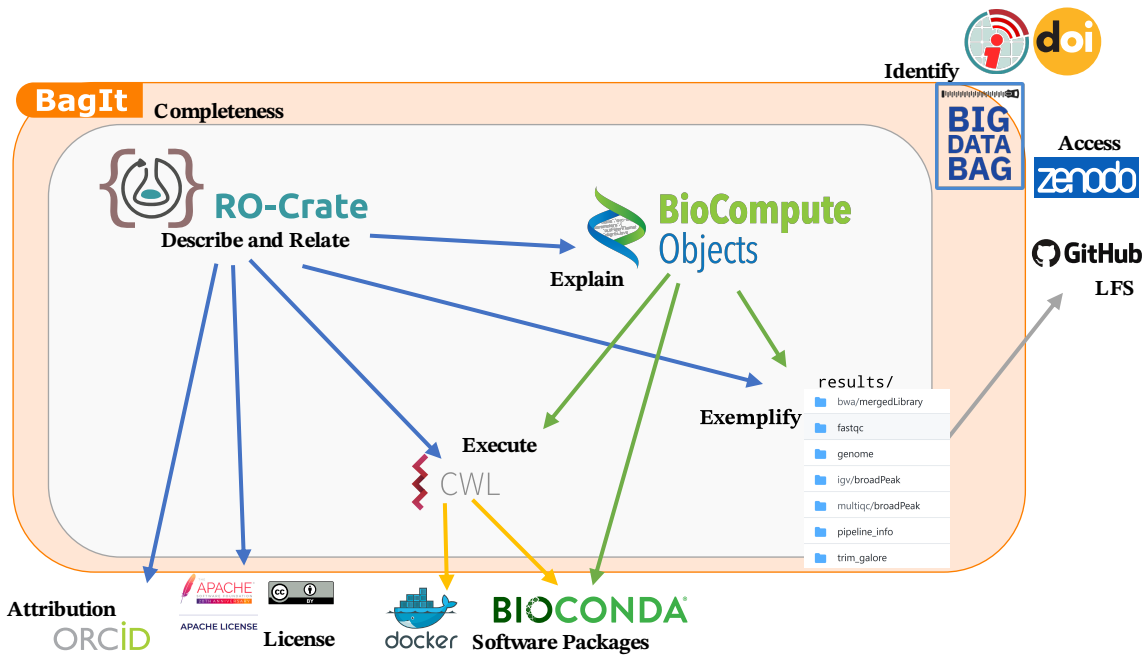 doi
Identify
BagIt
Completeness
BIG
DATA
BAG
Access
zenodo
RO-Crate
Describe and Relate
BioCompute
Objects
Explain
GitHub
LFS
results/
bwa/mergedLibrary
fastqc
genome
igv/broadPeak
multiqc/broadPeak
pipeline_info
trim_galore
Exemplify
Execute
CWL
Attribution
ORCiD
APACHE
APACHE LICENSE
cc
BY
License
docker
BIOCONDA
Software Packages